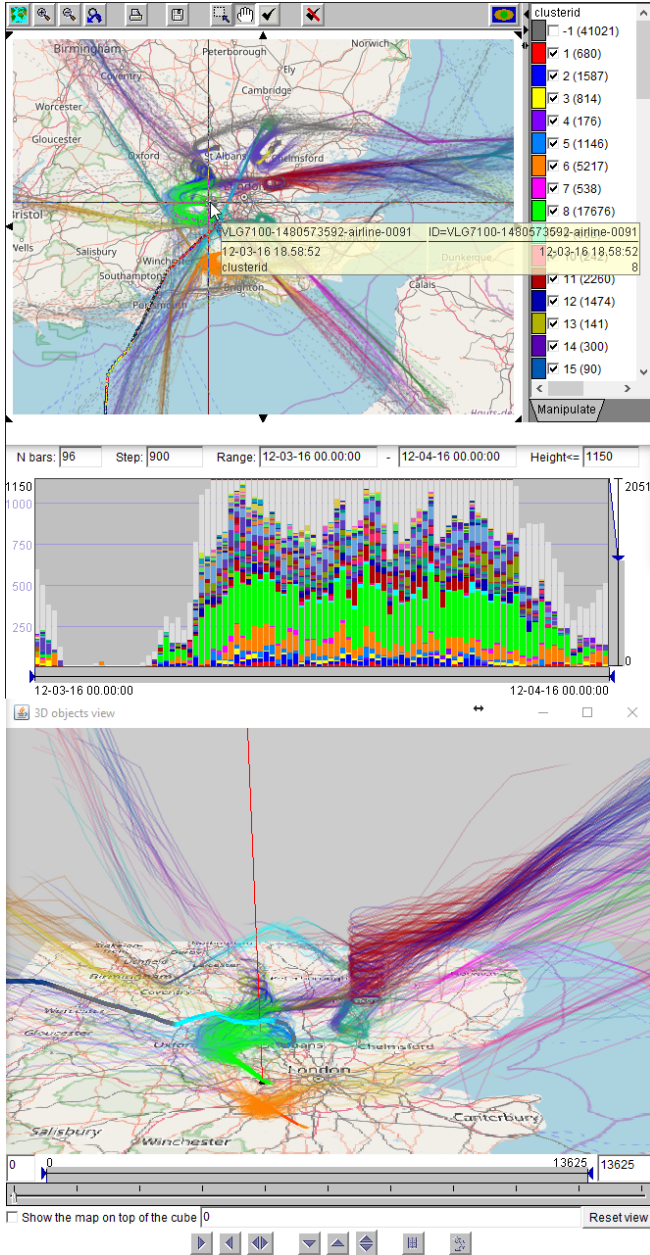 clusterid
-1 (41021)
1 (680)
2 (1587)
3 (814)
4 (176)
5 (1146)
6 (5217)
7 (538)
8 (17676)
11 (2260)
12 (1474)
13 (141)
14 (300)
15 (90)
Manipulate
Birmingham
Peterborough
Norwich
Coventry
Ely
Cambridge
Worcester
Gloucester
Oxford
St Albans
Chelmsford
London
Bristol
Wells
Salisbury
Southampton
Portsmouth
Brighton
Dunkerque
Calais
Hauts-de
VLG7100-1480573592-airline-0091 ID=VLG7100-1480573592-airline-0091
12-03-16 18.58:52 12-03-16 18.58:52
clusterid 8
N bars: 96 Step: 900 Range: 12-03-16 00.00:00 - 12-04-16 00.00:00 Height<= 1150
1150 2051
1000
750
500
250
0
12-03-16 00.00:00 12-04-16 00.00:00
3D objects view
Leicester
Birmingham
Coventry
Gloucester
Chelmsford
London
Canterbury
Salisbury
Winchester
0 0 13625 13625
Show the map on top of the cube 0 Reset view